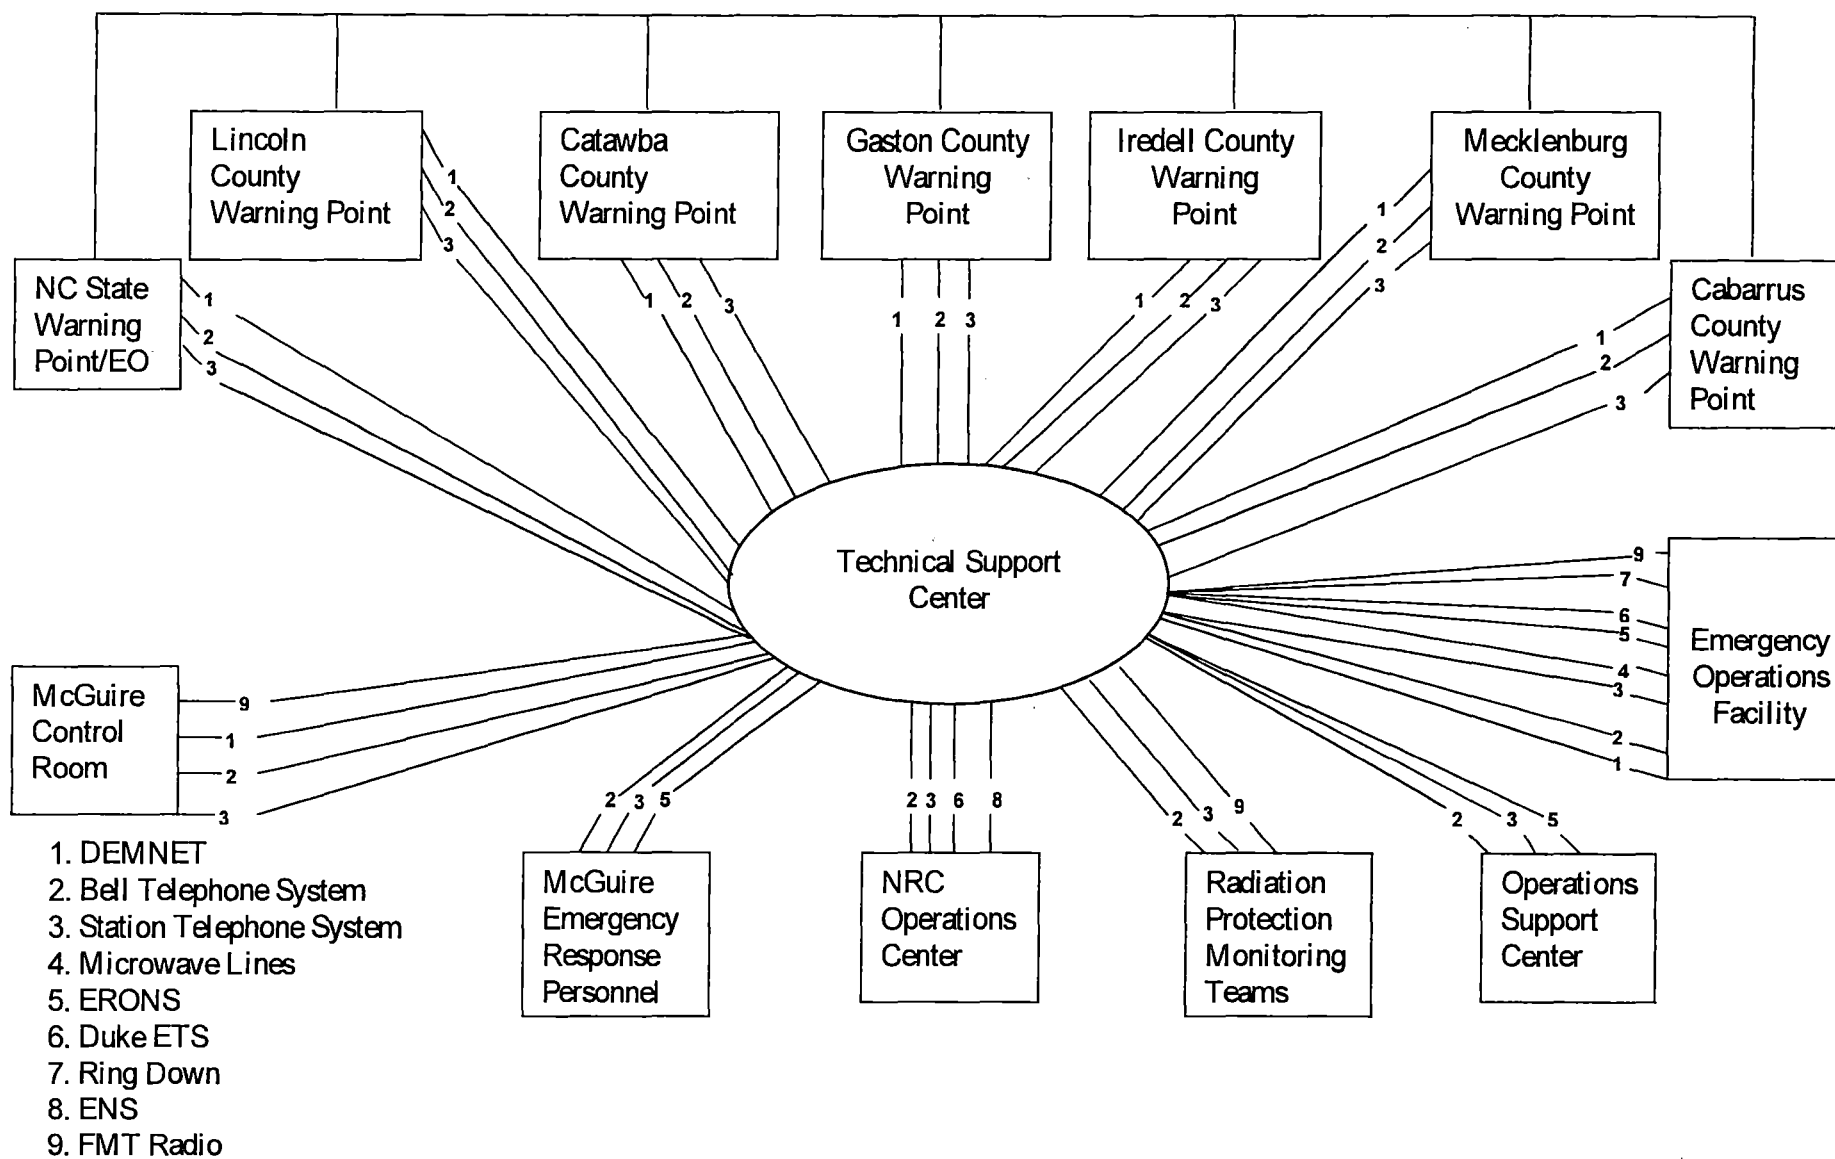 Lincoln
County
Warning Point
Catawba
County
Warning Point
Gaston County
Warning
Point
Iredell County
Warning
Point
Mecklenburg
County
Warning Point
NC State
Warning
Point/EO
Cabarrus
County
Warning
Point
1
2
3
1
2
3
1
2
3
1
2
3
1
2
3
1
2
3
1
2
3
Technical Support
Center
9
7
6
5
4
3
2
1
Emergency
Operations
Facility
McGuire
Control
Room
9
1
2
3
2 3 5
2 3 6 8
2 3 9
2 3 5
McGuire
Emergency
Response
Personnel
NRC
Operations
Center
Radiation
Protection
Monitoring
Teams
Operations
Support
Center
1. DEMNET
2. Bell Telephone System
3. Station Telephone System
4. Microwave Lines
5. ERONS
6. Duke ETS
7. Ring Down
8. ENS
9. FMT Radio